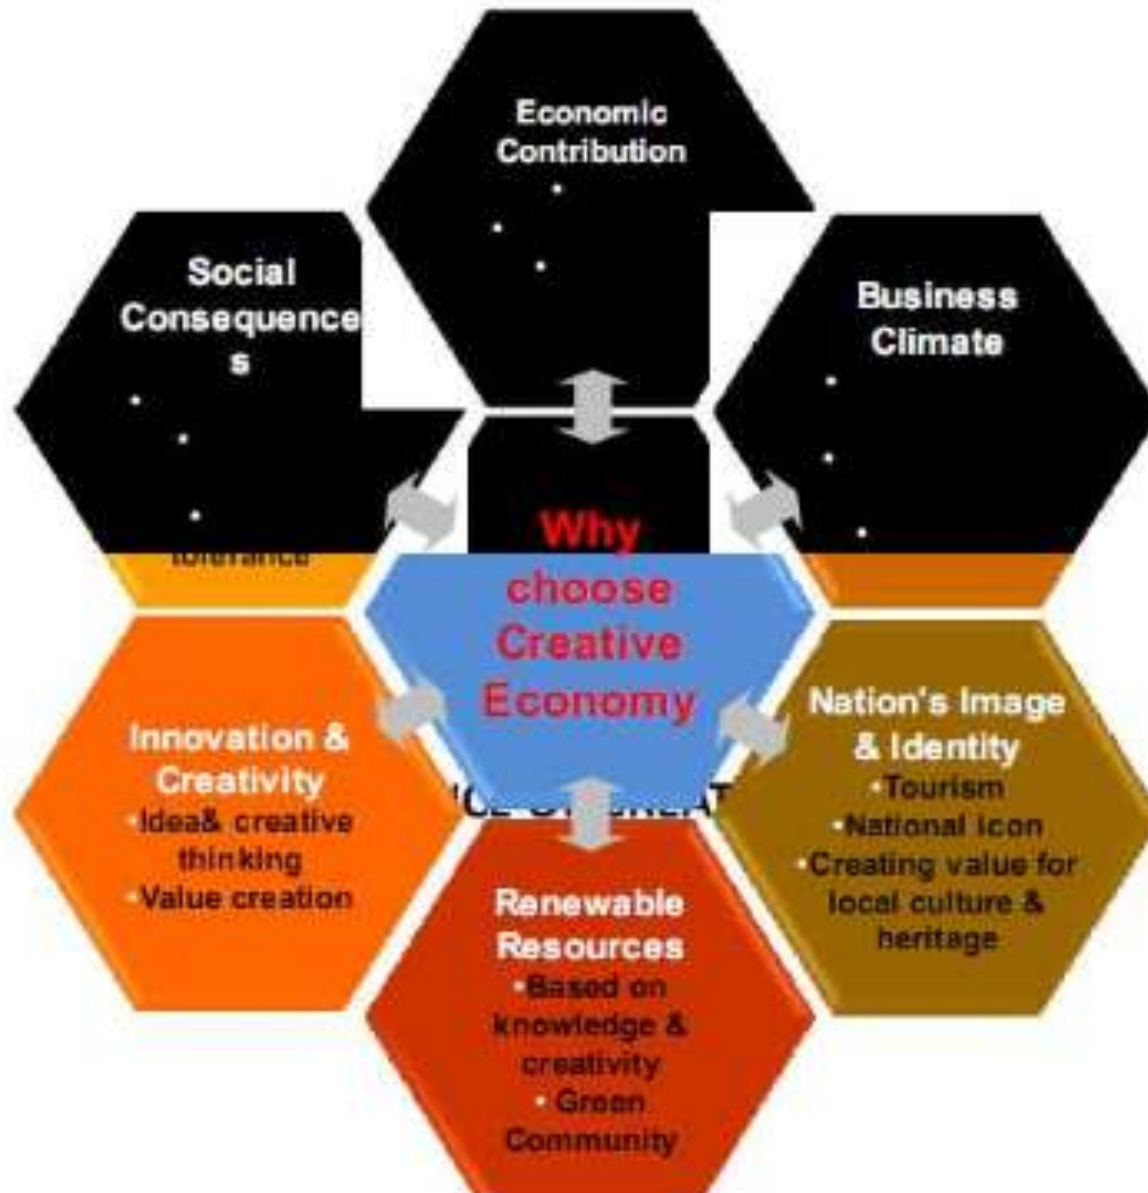 Economic
Contribution
•
•
•
Social
Consequence
s
•
•
•
tolerance
Business
Climate
•
•
•
Why
choose
Creative
Economy
Innovation &
Creativity
•Idea& creative
thinking
•Value creation
Nation's Image
& Identity
•Tourism
•National icon
•Creating value for
local culture &
heritage
Renewable
Resources
•Based on
knowledge &
creativity
• Green
Community